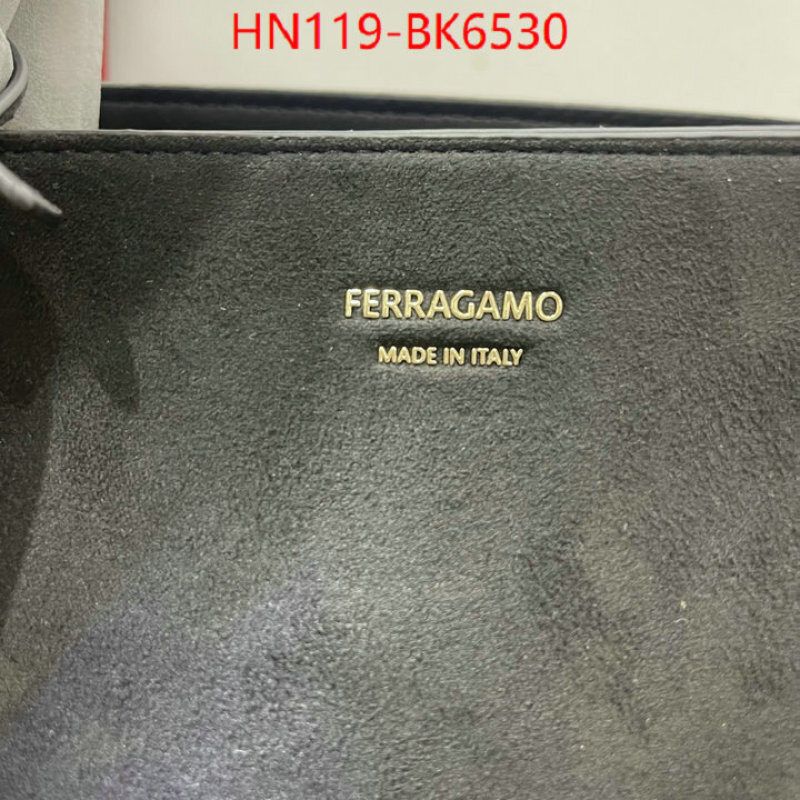 HN119-BK6530
FERRAGAMO
MADE IN ITALY